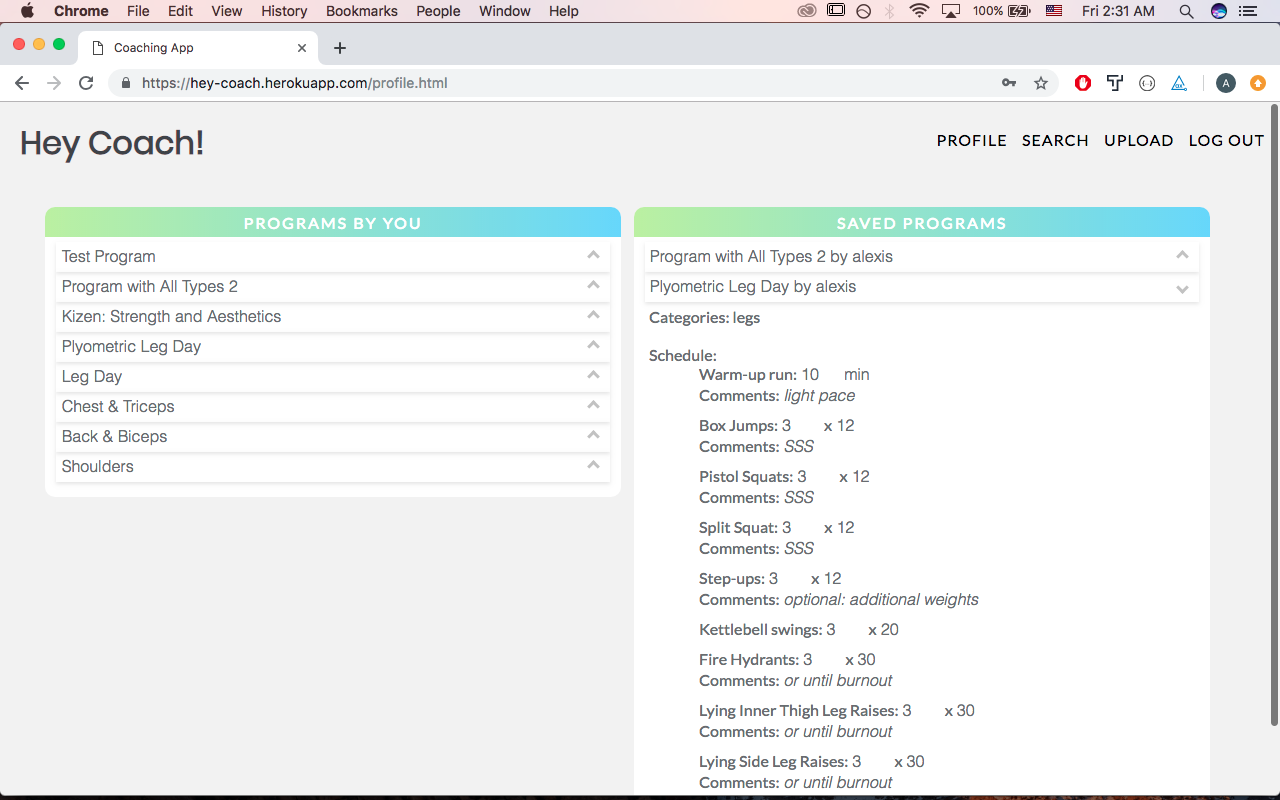 Chrome File Edit View History Bookmarks People Window Help 100% Fri 2:31 AM
Coaching App
https://hey-coach.herokuapp.com/profile.html A
Hey Coach!
PROFILE SEARCH UPLOAD LOG OUT
PROGRAMS BY YOU
Test Program
Program with All Types 2
Kizen: Strength and Aesthetics
Plyometric Leg Day
Leg Day
Chest & Triceps
Back & Biceps
Shoulders
SAVED PROGRAMS
Program with All Types 2 by alexis
Plyometric Leg Day by alexis
Categories: legs
Schedule:
Warm-up run: 10 min
Comments: light pace
Box Jumps: 3 x 12
Comments: SSS
Pistol Squats: 3 x 12
Comments: SSS
Split Squat: 3 x 12
Comments: SSS
Step-ups: 3 x 12
Comments: optional: additional weights
Kettlebell swings: 3 x 20
Fire Hydrants: 3 x 30
Comments: or until burnout
Lying Inner Thigh Leg Raises: 3 x 30
Comments: or until burnout
Lying Side Leg Raises: 3 x 30
Comments: or until burnout